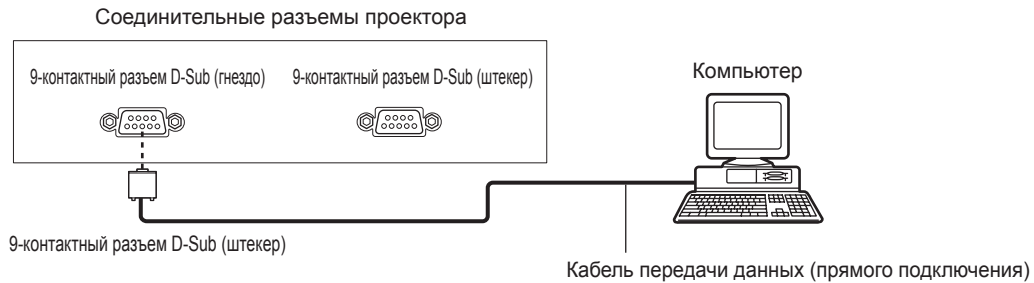 Соединительные разъемы проектора
9-контактный разъем D-Sub (гнездо)
9-контактный разъем D-Sub (штекер)
Компьютер
9-контактный разъем D-Sub (штекер)
Кабель передачи данных (прямого подключения)